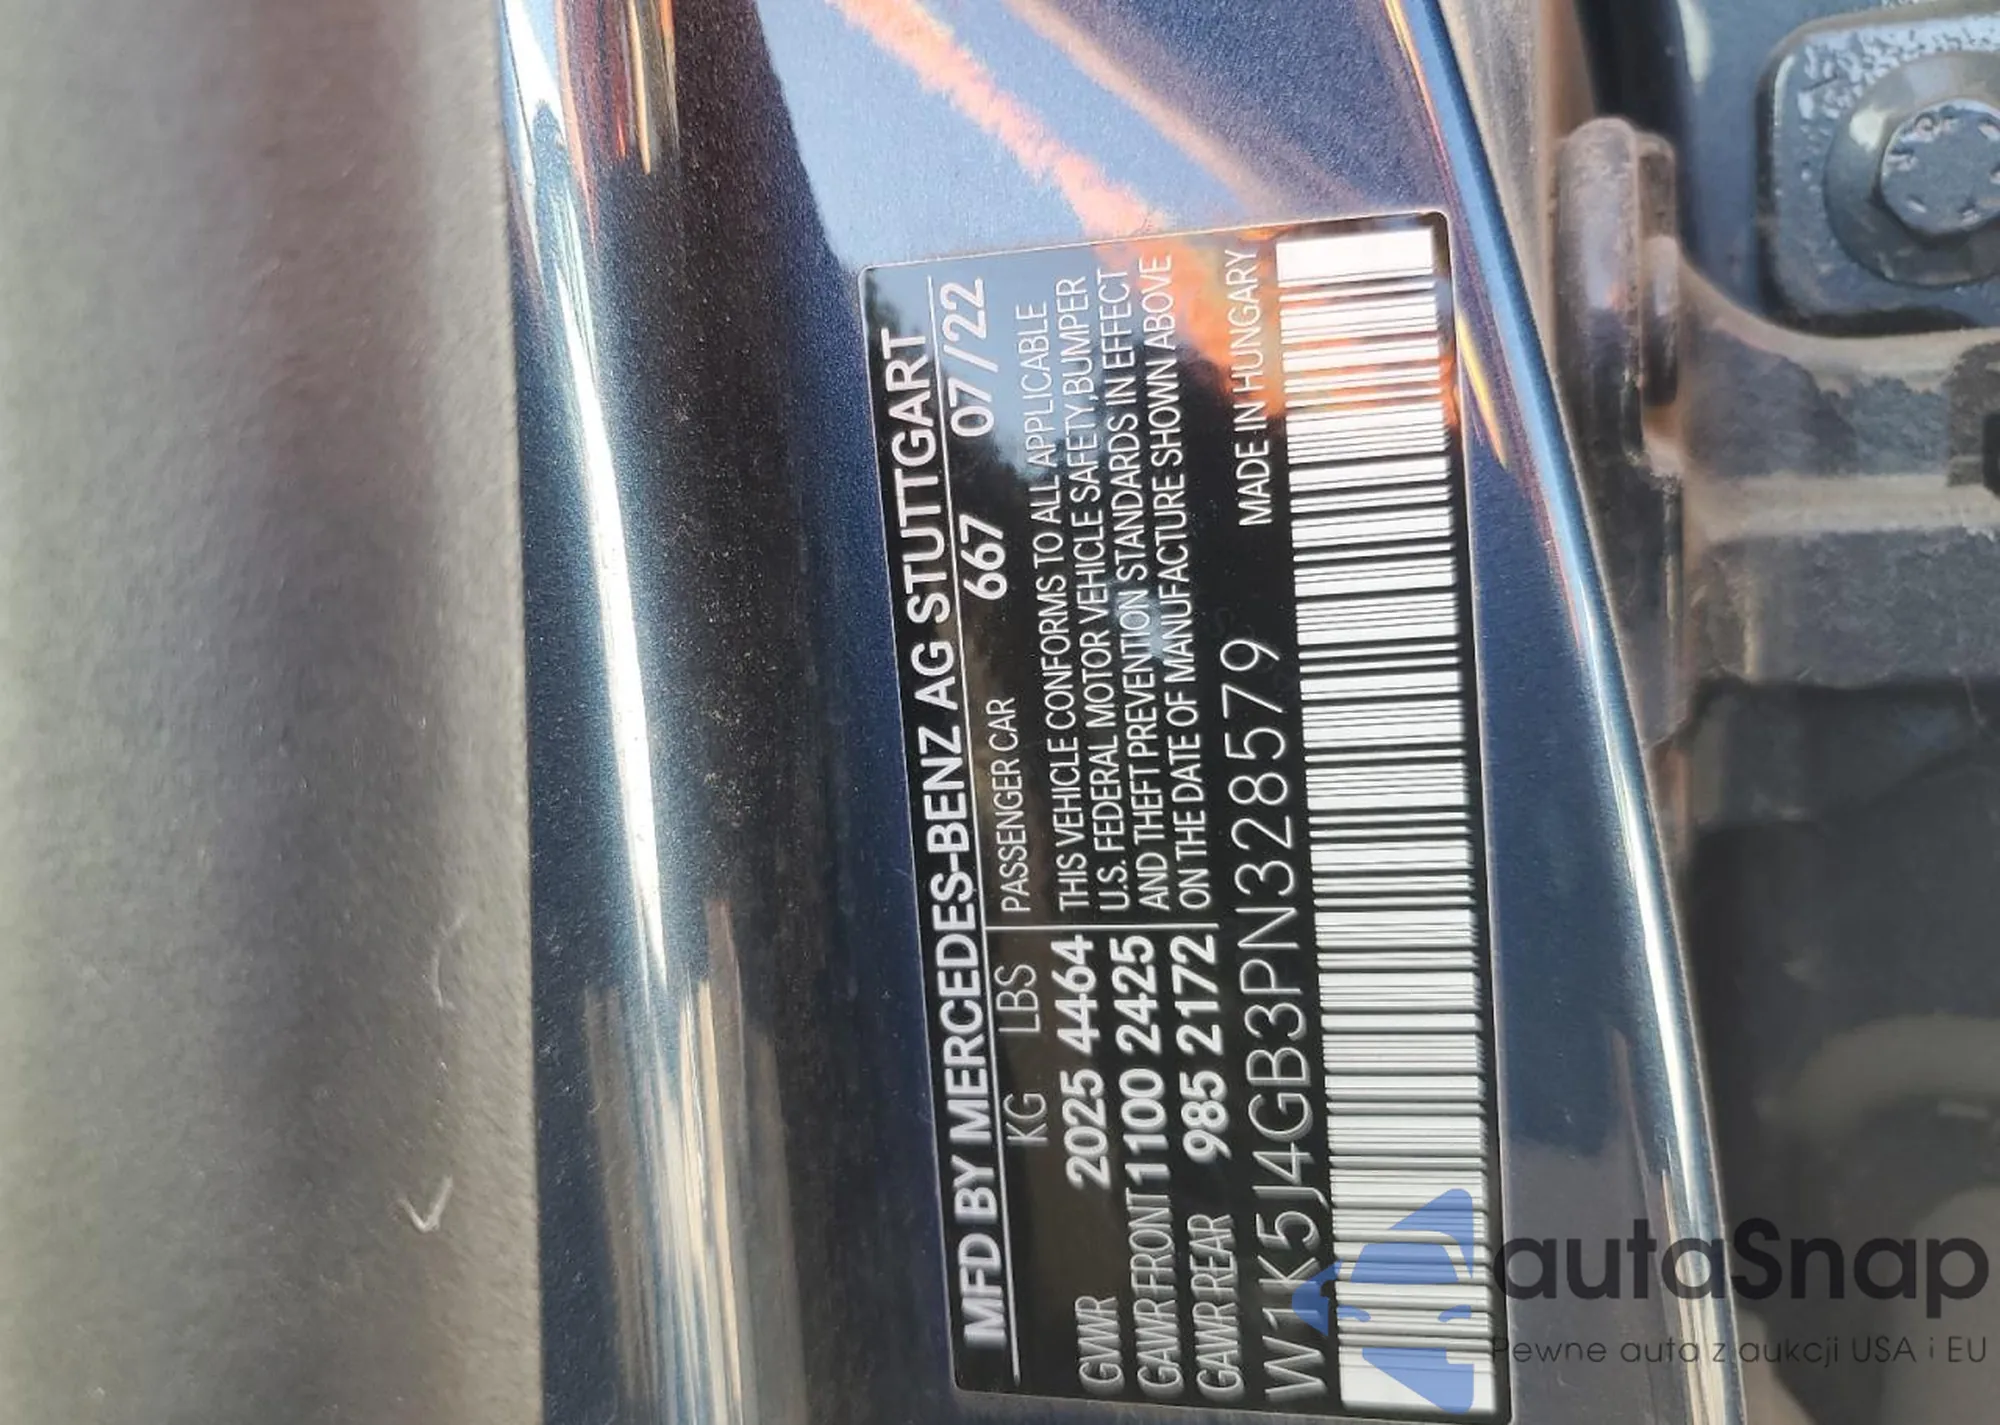 MFD BY MERCEDES-BENZ AG STUTTGART
KG LBS 667 07/22
PASSENGER CAR
GVWR 2025 4464 THIS VEHICLE CONFORMS TO ALL APPLICABLE
U.S. FEDERAL MOTOR VEHICLE SAFETY,BUMPER
GAWR FRONT 1100 2425 AND THEFT PREVENTION STANDARDS IN EFFECT
GAWR REAR 985 2172 ON THE DATE OF MANUFACTURE SHOWN ABOVE
W1K5J4GB3PN328579 MADE IN HUNGARY
autaSnap
Pewne auta z aukcji USA i EU